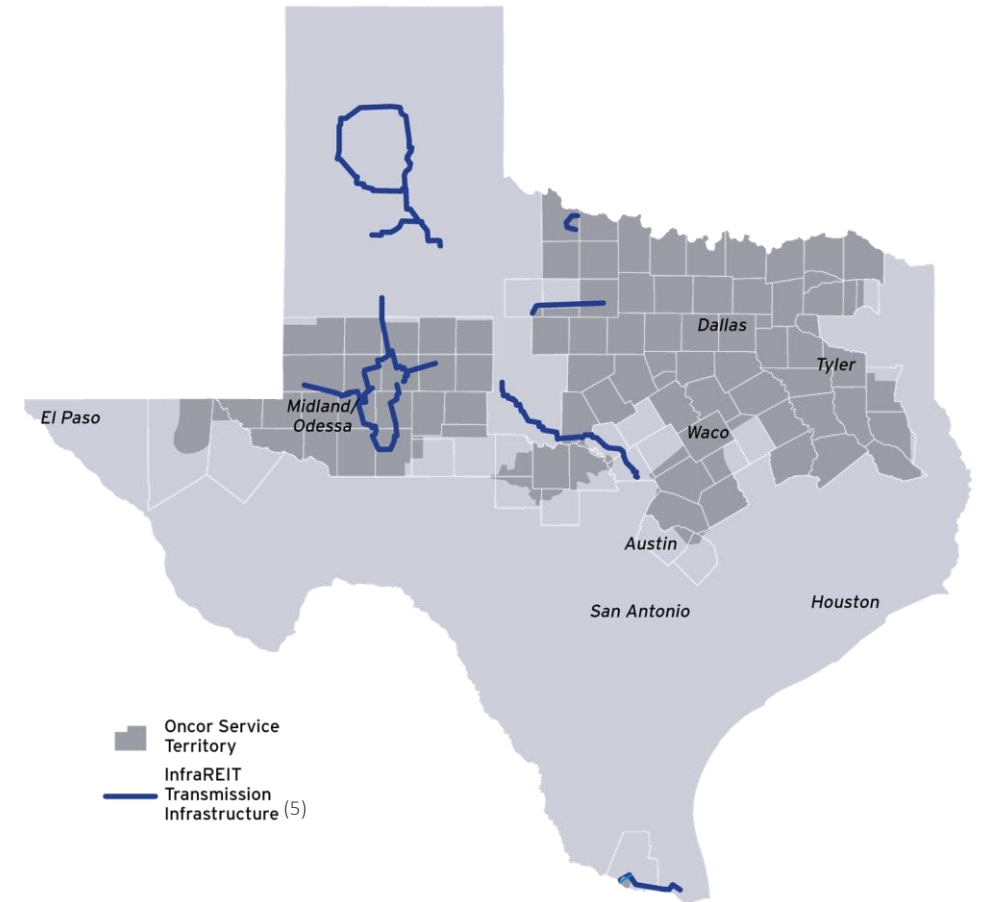 Dallas
Tyler
El Paso
Midland/
Odessa
Waco
Austin
San Antonio
Houston
Oncor Service
Territory
InfraREIT
Transmission
Infrastructure (5)